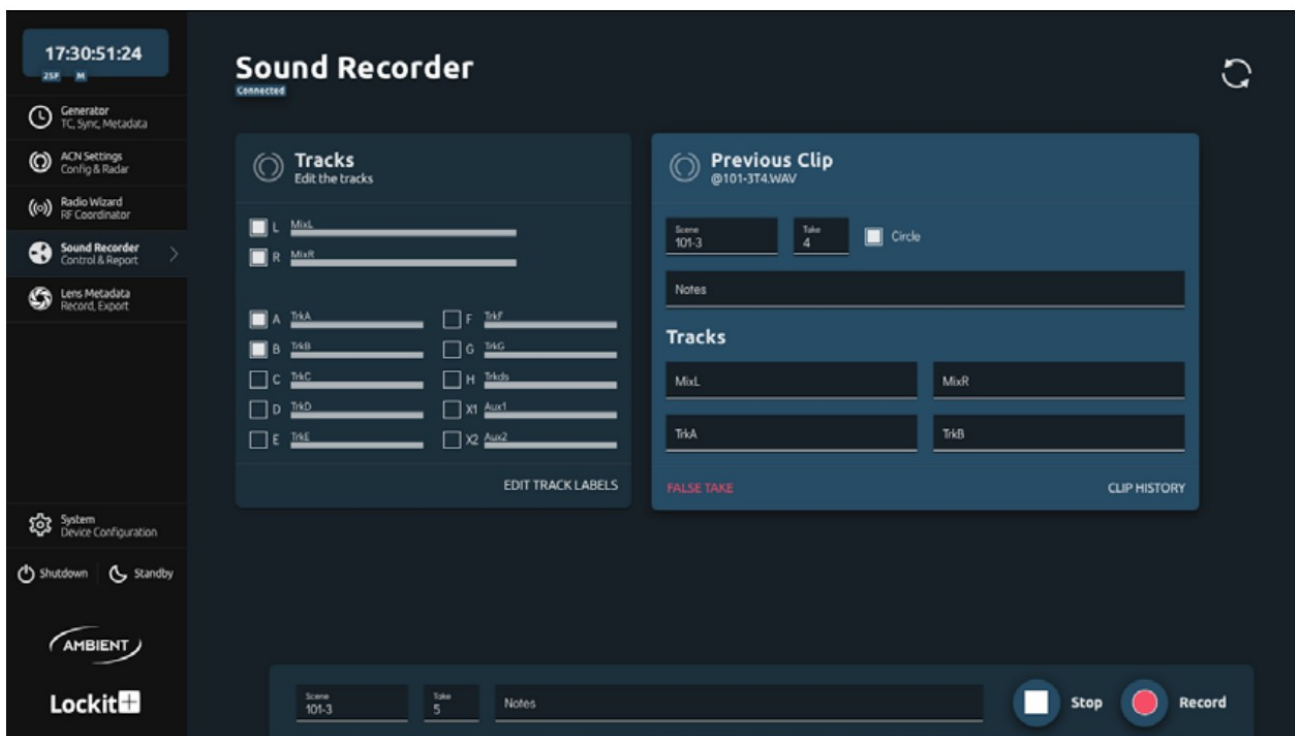 17:30:51:24
25F M
Generator
TC, Sync, Metadata
ACN Settings
Config & Radar
Radio Wizard
RF Coordinator
Sound Recorder
Control & Report
Lens Metadata
Record, Export
System
Device Configuration
Shutdown Standby
AMBIENT
Lockit+
Sound Recorder
Connected
Tracks
Edit the tracks
L MixL
R MixR
A TrkA
B TrkB
C TrkC
D TrkD
E TrkE
F TrkF
G TrkG
H Trkds
X1 Aux1
X2 Aux2
EDIT TRACK LABELS
Previous Clip
@101-3T4.WAV
Scene
101-3
Take
4
Circle
Notes
Tracks
MixL MixR
TrkA TrkB
FALSE TAKE CLIP HISTORY
Scene
101-3
Take
5
Notes
Stop Record